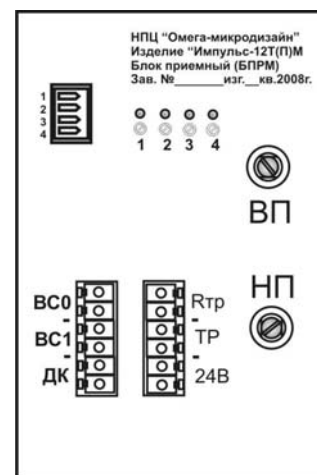 НПЦ “Омега-микродизайн”
Изделие “Импульс-12Т(П)М
Блок приемный (БПРМ)
Зав. №______изг.__кв.2008г.
1
2
3
4
1 2 3 4
ВП
НП
ВС0
-
ВС1
-
ДК
Rтр
-
ТР
-
24В